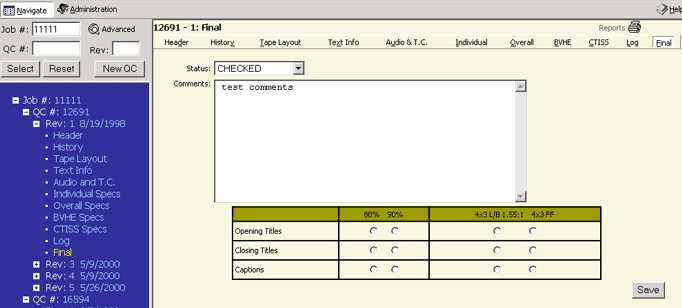 Navigate Administration Help
Job #: 11111 Advanced
QC #: Rev:
Select Reset New QC
Job #: 11111
QC #: 12691
Rev: 1 8/19/1998
Header
History
Tape Layout
Text Info
Audio and T.C.
Individual Specs
Overall Specs
BVHE Specs
CTISS Specs
Log
Final
Rev: 3 5/9/2000
Rev: 4 5/9/2000
Rev: 5 5/26/2000
QC #: 16594
12691 - 1: Final
Reports
Header History Tape Layout Text Info Audio & T.C. Individual Overall BVHE CTISS Log Final
Status: CHECKED
Comments: test comments
80% 90% 4x3 L/B 1.55:1 4x3 FF
Opening Titles
Closing Titles
Captions
Save